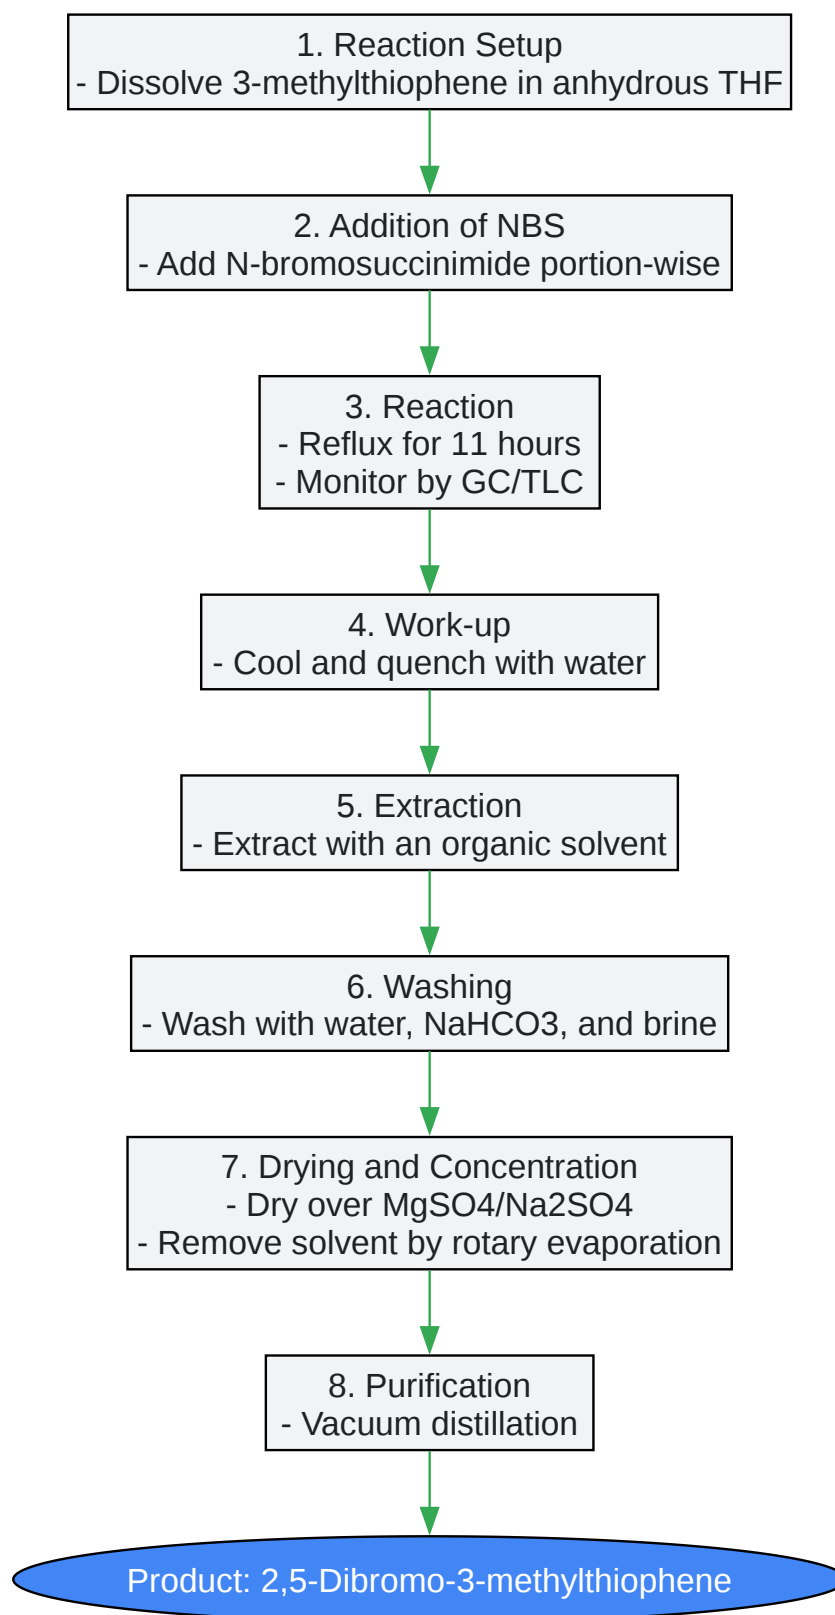 1. Reaction Setup
- Dissolve 3-methylthiophene in anhydrous THF
2. Addition of NBS
- Add N-bromosuccinimide portion-wise
3. Reaction
- Reflux for 11 hours
- Monitor by GC/TLC
4. Work-up
- Cool and quench with water
5. Extraction
- Extract with an organic solvent
6. Washing
- Wash with water, NaHCO3, and brine
7. Drying and Concentration
- Dry over MgSO4/Na2SO4
- Remove solvent by rotary evaporation
8. Purification
- Vacuum distillation
Product: 2,5-Dibromo-3-methylthiophene